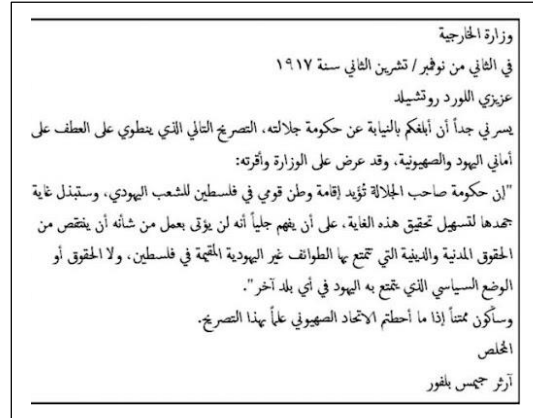 وزارة الخارجية
في الثاني من نوفمبر / تشرين الثاني سنة ١٩١٧
عزيزي اللورد روتشيلد
يسرني جداً أن أبلغكم بالنيابة عن حكومة جلالته، التصريح التالي الذي ينطوي على العطف على
أماني اليهود والصهيونية، وقد عرض على الوزارة وأقرته:
"إن حكومة صاحب الجلالة تؤيد إقامة وطن قومي في فلسطين للشعب اليهودي، وستبذل غاية
جهدها لتسهيل تحقيق هذه الغاية، على أن يفهم جلياً أنه لن يؤتى بعمل من شأنه أن ينتقص من
الحقوق المدنية والدينية التي تتمتع بها الطوائف غير اليهودية المقيمة في فلسطين، ولا الحقوق أو
الوضع السياسي الذي يتمتع به اليهود في أي بلد آخر".
وسأكون ممتناً إذا ما أحطتم الاتحاد الصهيوني علماً بهذا التصريح.
المخلص
آرثر جيمس بلفور